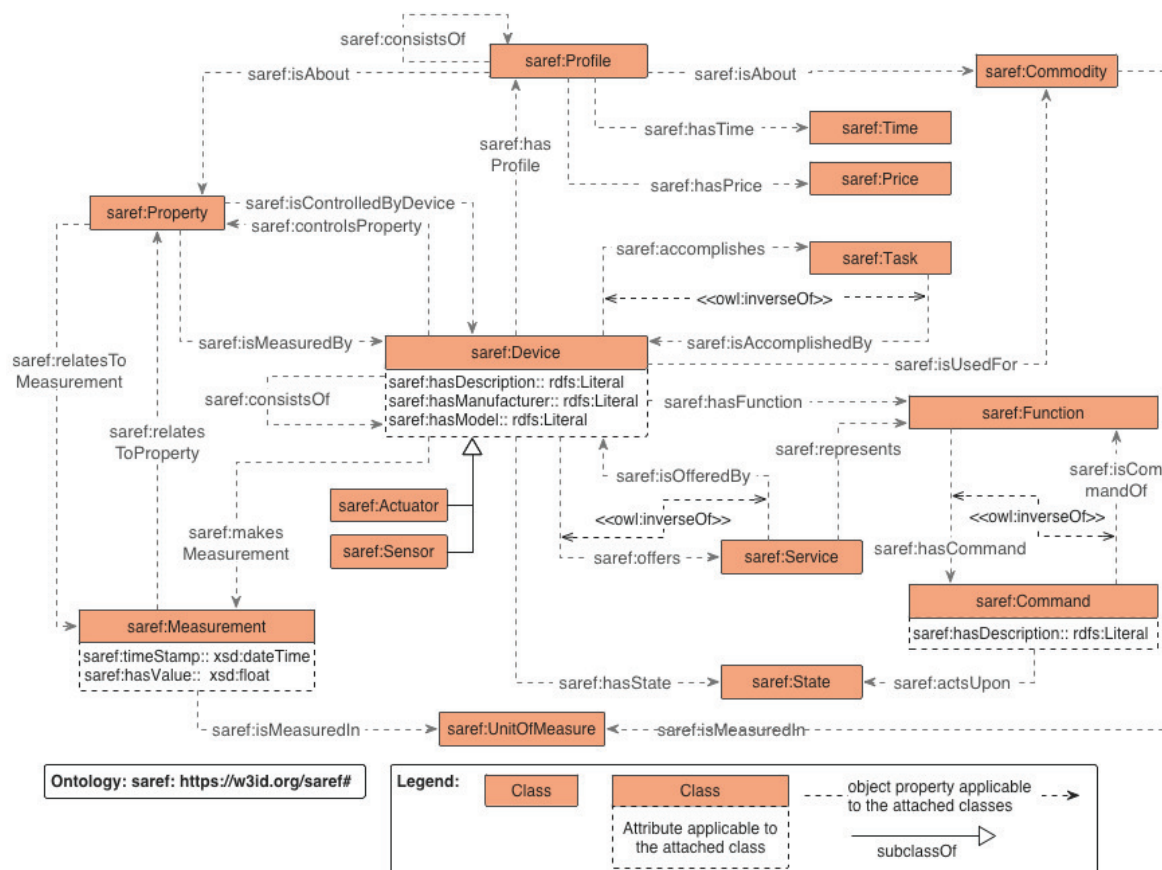 saref:consistsOf
saref:Profile
saref:isAbout
saref:isAbout
saref:Commodity
saref:hasTime
saref:Time
saref:has
Profile
saref:hasPrice
saref:Price
saref:Property
saref:isControlledByDevice
saref:controlsProperty
saref:accomplishes
saref:Task
<<owl:inverseOf>>
saref:isMeasuredBy
saref:Device
saref:isAccomplishedBy
saref:relatesTo
Measurement
saref:isUsedFor
saref:consistsOf
saref:hasDescription:: rdfs:Literal
saref:hasManufacturer:: rdfs:Literal
saref:hasModel:: rdfs:Literal
saref:hasFunction
saref:Function
saref:relates
ToProperty
saref:represents
saref:isOfferedBy
saref:isCom
mandOf
saref:Actuator
<<owl:inverseOf>>
<<owl:inverseOf>>
saref:makes
Measurement
saref:Sensor
saref:offers
saref:Service
saref:hasCommand
saref:Command
saref:hasDescription:: rdfs:Literal
saref:Measurement
saref:timeStamp:: xsd:dateTime
saref:hasValue:: xsd:float
saref:hasState
saref:State
saref:actsUpon
saref:isMeasuredIn
saref:UnitOfMeasure
saref:isMeasuredIn
Ontology: saref: https://w3id.org/saref#
Legend:
Class
Class
Attribute applicable to
the attached class
object property applicable
to the attached classes
subclassOf